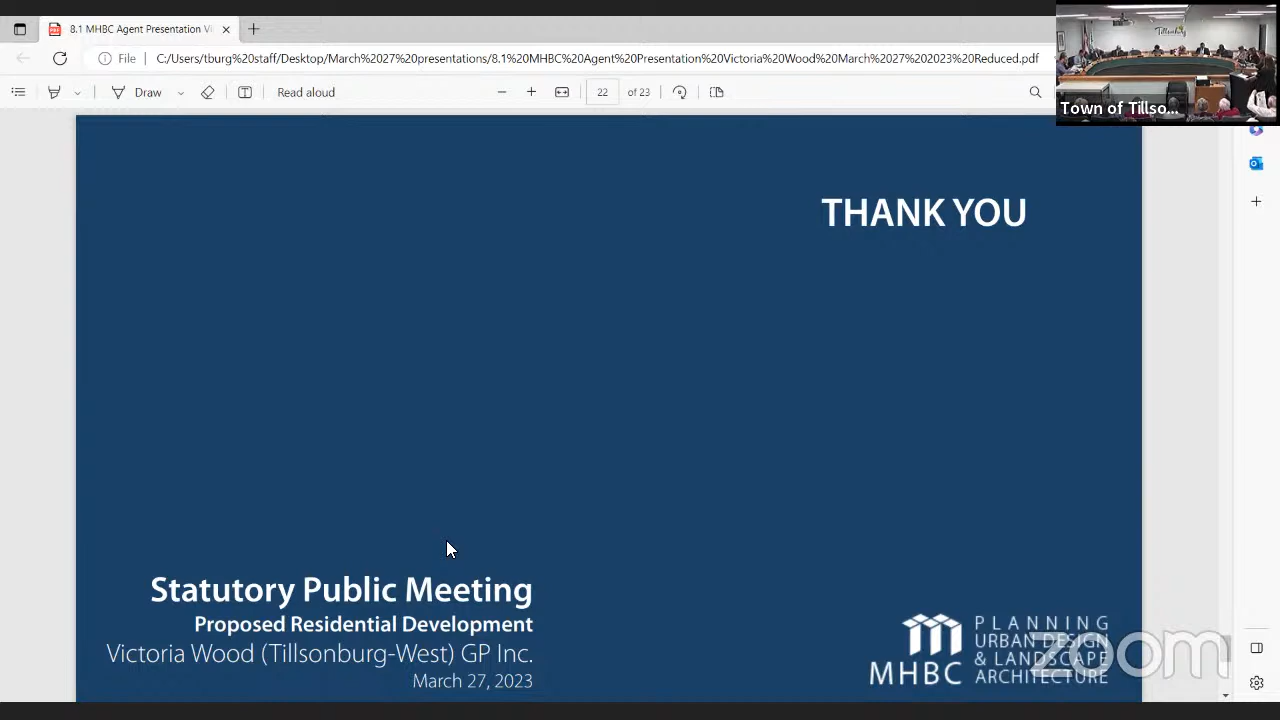 8.1 MHBC Agent Presentation Vi
File
C:/Users/tburg%20staff/Desktop/March%2027%20Presentations/8.1%20MHBC%20Agent%20Presentation%20Victoria%20Wood%20March%2027%202023%20Reduced.pdf
Draw
Read aloud
22
of 23
Tillsonburg
Town of Tillso...
THANK YOU
Statutory Public Meeting
Proposed Residential Development
Victoria Wood (Tillsonburg-West) GP Inc.
March 27, 2023
MHBC
PLANNING
URBAN DESIGN
& LANDSCAPE
ARCHITECTURE
zoom